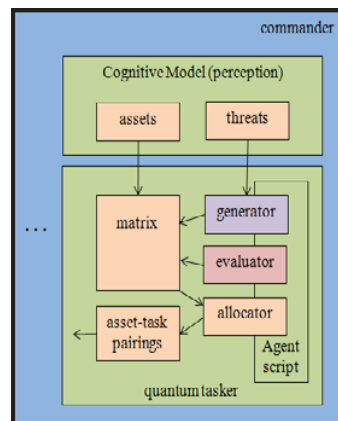 commander
Cognitive Model (perception)
assets
threats
...
matrix
generator
evaluator
allocator
asset-task
pairings
Agent
script
quantum tasker